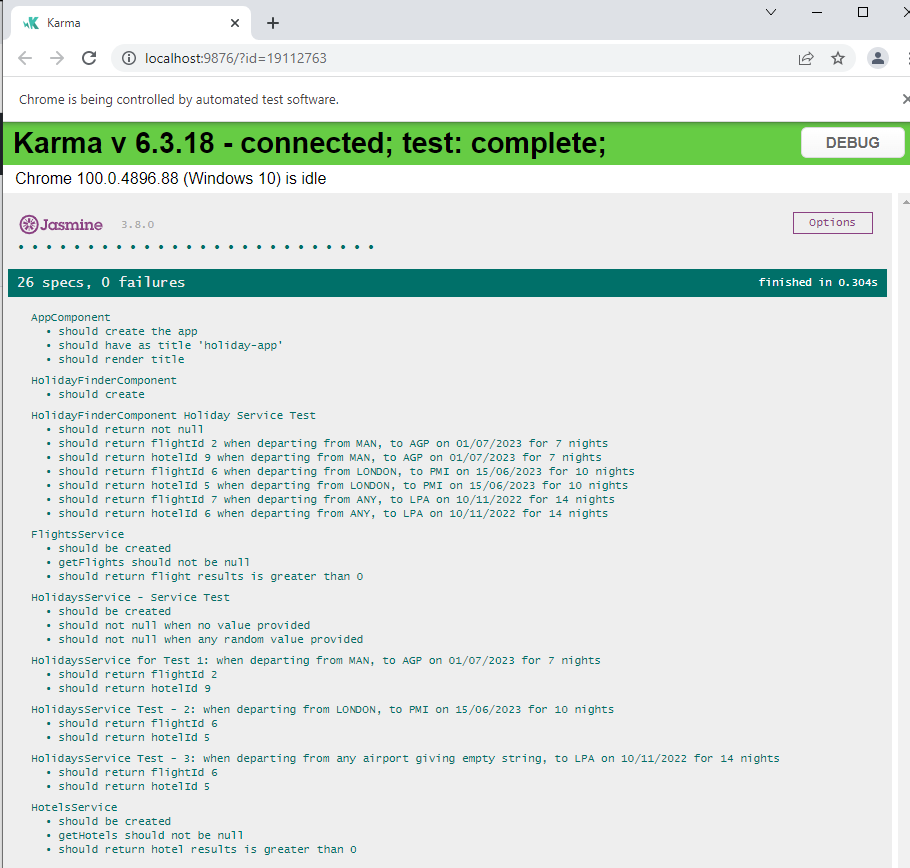 Karma
localhost:9876/?id=19112763
Chrome is being controlled by automated test software.
Karma v 6.3.18 - connected; test: complete;
DEBUG
Chrome 100.0.4896.88 (Windows 10) is idle
Jasmine 3.8.0
Options
26 specs, 0 failures
finished in 0.304s
AppComponent
• should create the app
• should have as title 'holiday-app'
• should render title
HolidayFinderComponent
• should create
HolidayFinderComponent Holiday Service Test
• should return not null
• should return flightId 2 when departing from MAN, to AGP on 01/07/2023 for 7 nights
• should return hotelId 9 when departing from MAN, to AGP on 01/07/2023 for 7 nights
• should return flightId 6 when departing from LONDON, to PMI on 15/06/2023 for 10 nights
• should return hotelId 5 when departing from LONDON, to PMI on 15/06/2023 for 10 nights
• should return flightId 7 when departing from ANY, to LPA on 10/11/2022 for 14 nights
• should return hotelId 6 when departing from ANY, to LPA on 10/11/2022 for 14 nights
FlightsService
• should be created
• getFlights should not be null
• should return flight results is greater than 0
HolidaysService - Service Test
• should be created
• should not null when no value provided
• should not null when any random value provided
HolidaysService for Test 1: when departing from MAN, to AGP on 01/07/2023 for 7 nights
• should return flightId 2
• should return hotelId 9
HolidaysService Test - 2: when departing from LONDON, to PMI on 15/06/2023 for 10 nights
• should return flightId 6
• should return hotelId 5
HolidaysService Test - 3: when departing from any airport giving empty string, to LPA on 10/11/2022 for 14 nights
• should return flightId 6
• should return hotelId 5
HotelsService
• should be created
• getHotels should not be null
• should return hotel results is greater than 0